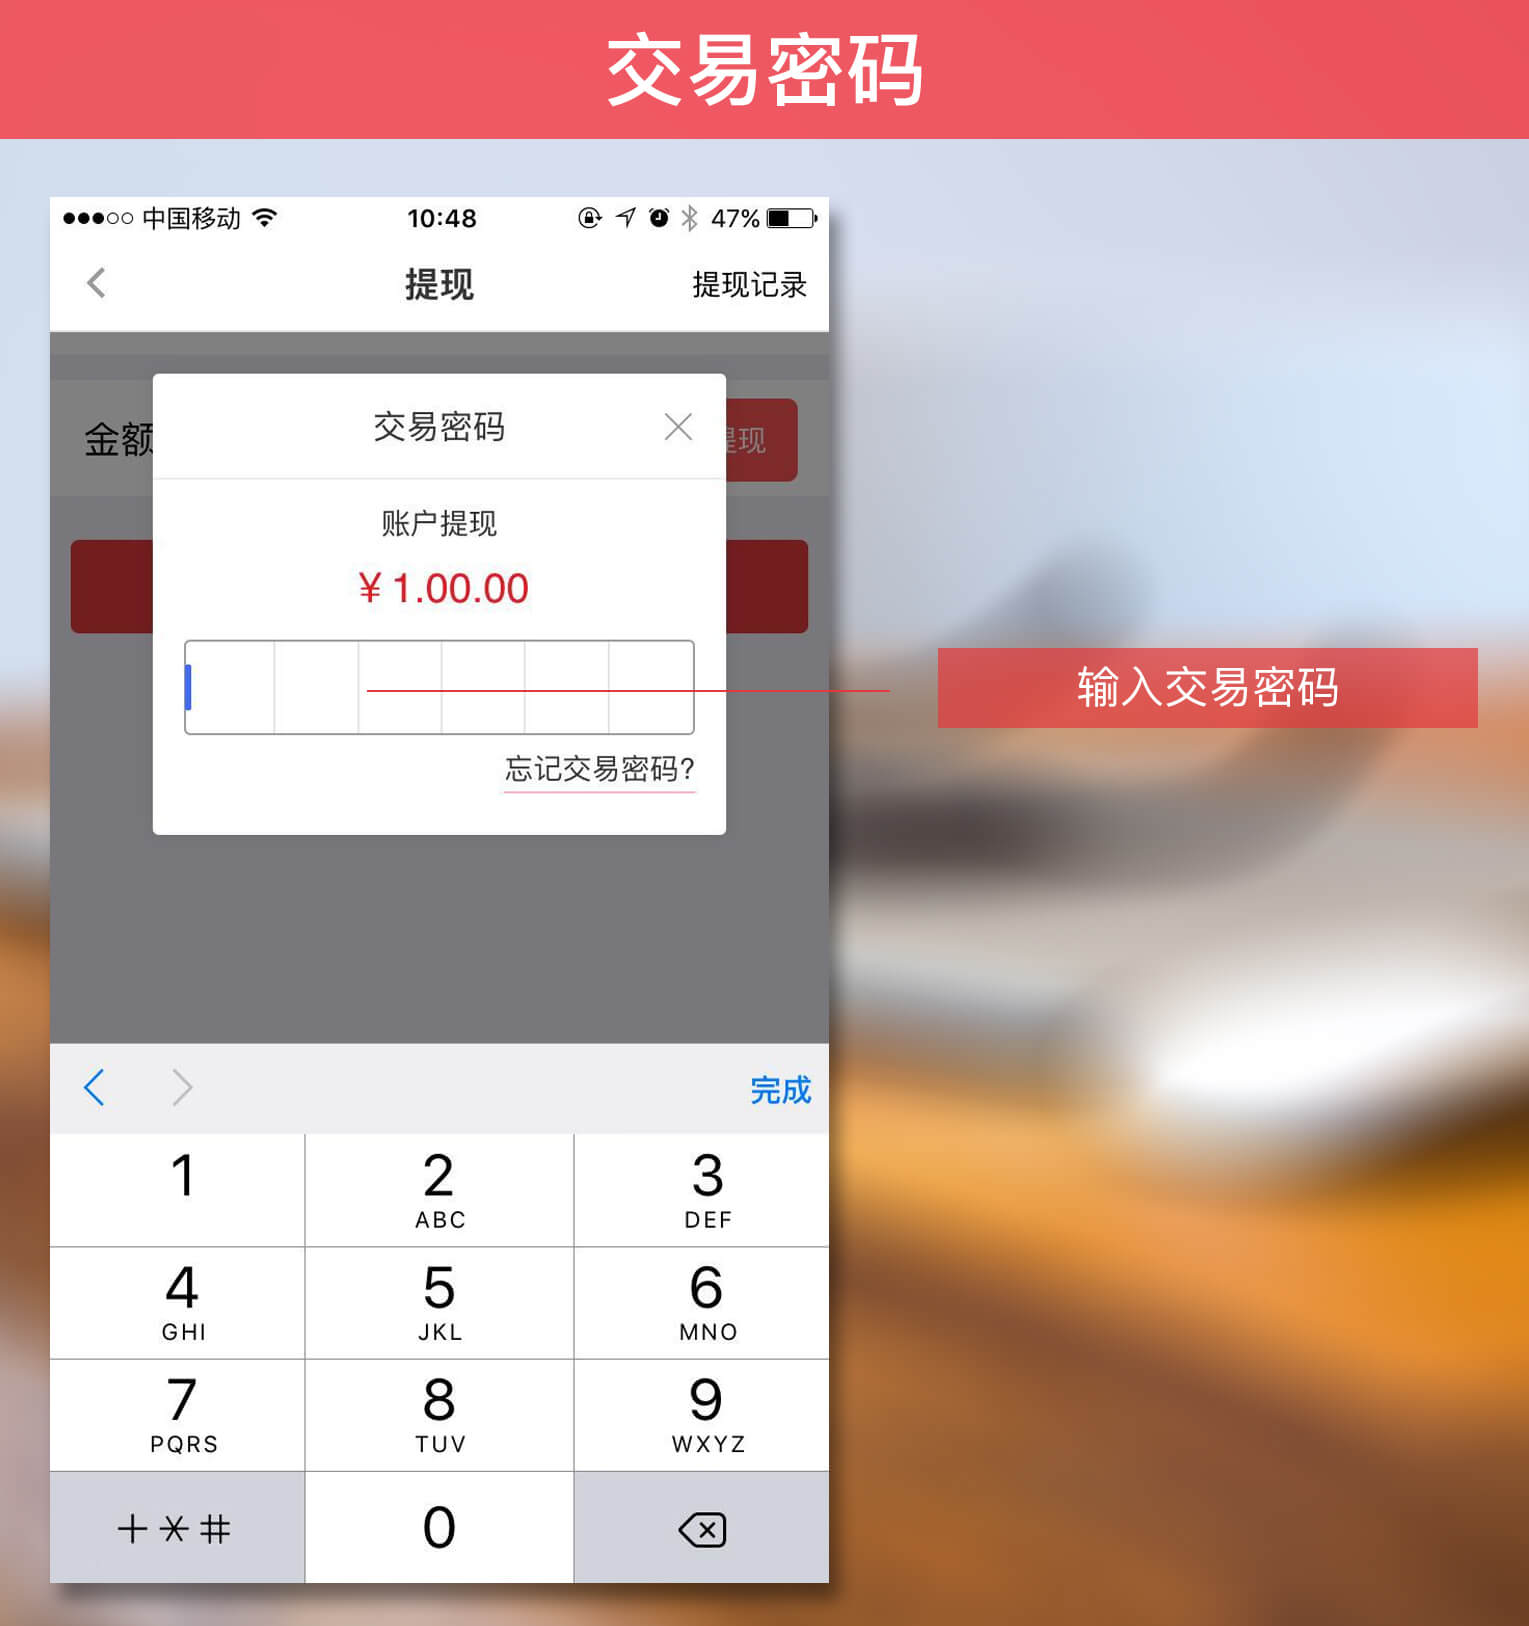 交易密码
中国移动 10:48 47%
提现 提现记录
金额 提现
交易密码
账户提现
¥ 1.00.00
输入交易密码
忘记交易密码?
完成
1 2 3
ABC DEF
4 5 6
GHI JKL MNO
7 8 9
PQRS TUV WXYZ
+*# 0